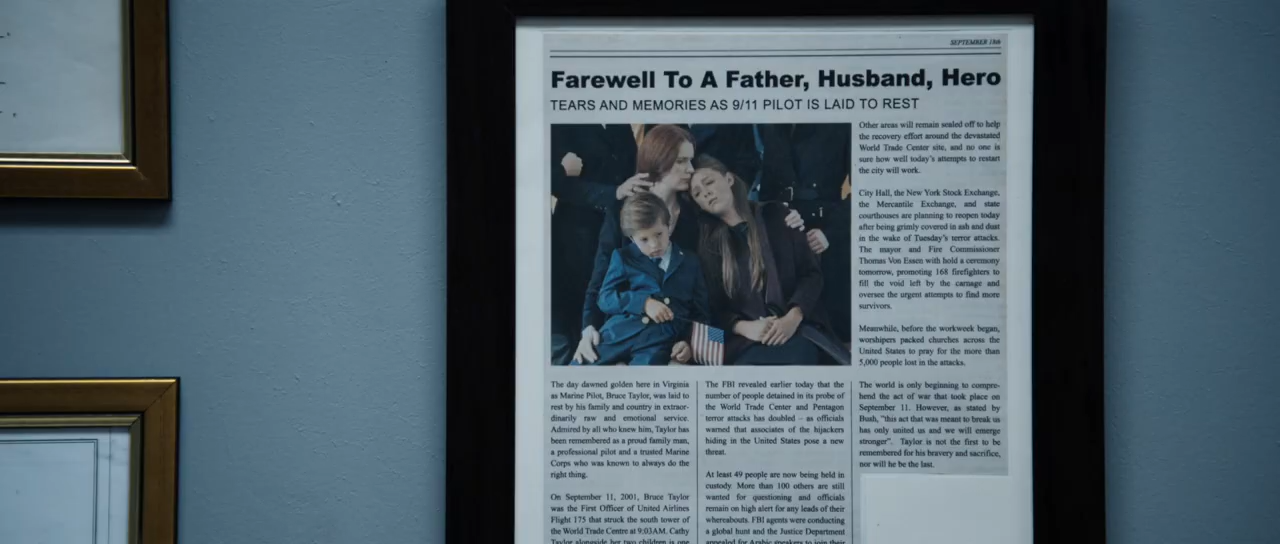 SEPTEMBER 18th
Farewell To A Father, Husband, Hero
TEARS AND MEMORIES AS 9/11 PILOT IS LAID TO REST
Other areas will remain sealed off to help
the recovery effort around the devastated
World Trade Center site, and no one is
sure how well today's attempts to restart
the city will work.
City Hall, the New York Stock Exchange,
the Mercantile Exchange, and state
courthouses are planning to reopen today
after being grimly covered in ash and dust
in the wake of Tuesday's terror attacks.
The mayor and Fire Commissioner
Thomas Von Essen with hold a ceremony
tomorrow, promoting 168 firefighters to
fill the void left by the carnage and
oversee the urgent attempts to find more
survivors.
Meanwhile, before the workweek began,
worshipers packed churches across the
United States to pray for the more than
5,000 people lost in the attacks.
The world is only beginning to compre-
hend the act of war that took place on
September 11. However, as stated by
Bush, "this act that was meant to break us
has only united us and we will emerge
stronger". Taylor is not the first to be
remembered for his bravery and sacrifice,
nor will he be the last.
The day dawned golden here in Virginia
as Marine Pilot, Bruce Taylor, was laid to
rest by his family and country in extraor-
dinarily raw and emotional service.
Admired by all who knew him, Taylor has
been remembered as a proud family man,
a professional pilot and a trusted Marine
Corps who was known to always do the
right thing.
On September 11, 2001, Bruce Taylor
was the First Officer of United Airlines
Flight 175 that struck the south tower of
the World Trade Centre at 9:03AM. Cathy
Taylor alongside her two children is one
The FBI revealed earlier today that the
number of people detained in its probe of
the World Trade Center and Pentagon
terror attacks has doubled – as officials
warned that associates of the hijackers
hiding in the United States pose a new
threat.
At least 49 people are now being held in
custody. More than 100 others are still
wanted for questioning and officials
remain on high alert for any leads of their
whereabouts. FBI agents were conducting
a global hunt and the Justice Department
appealed for Arabic speakers to join their